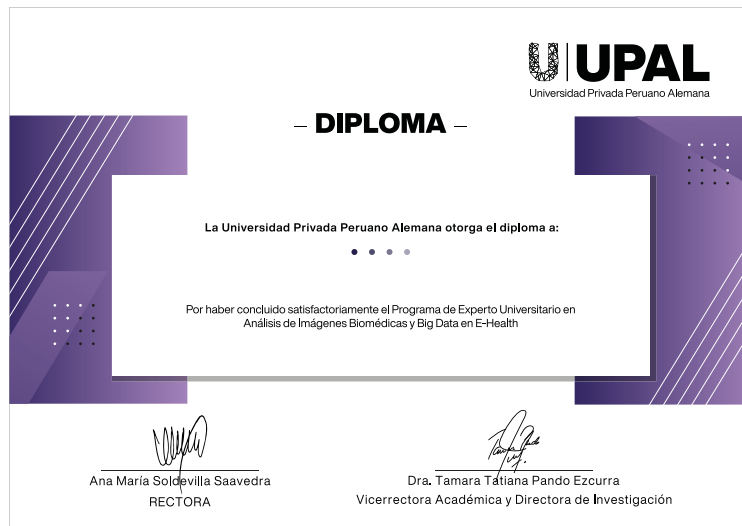 UPAL
Universidad Privada Peruano Alemana
– DIPLOMA –
La Universidad Privada Peruano Alemana otorga el diploma a:
Por haber concluido satisfactoriamente el Programa de Experto Universitario en
Análisis de Imágenes Biomédicas y Big Data en E-Health
Ana María Soldevilla Saavedra
RECTORA
Dra. Tamara Tatiana Pando Ezcurra
Vicerrectora Académica y Directora de Investigación